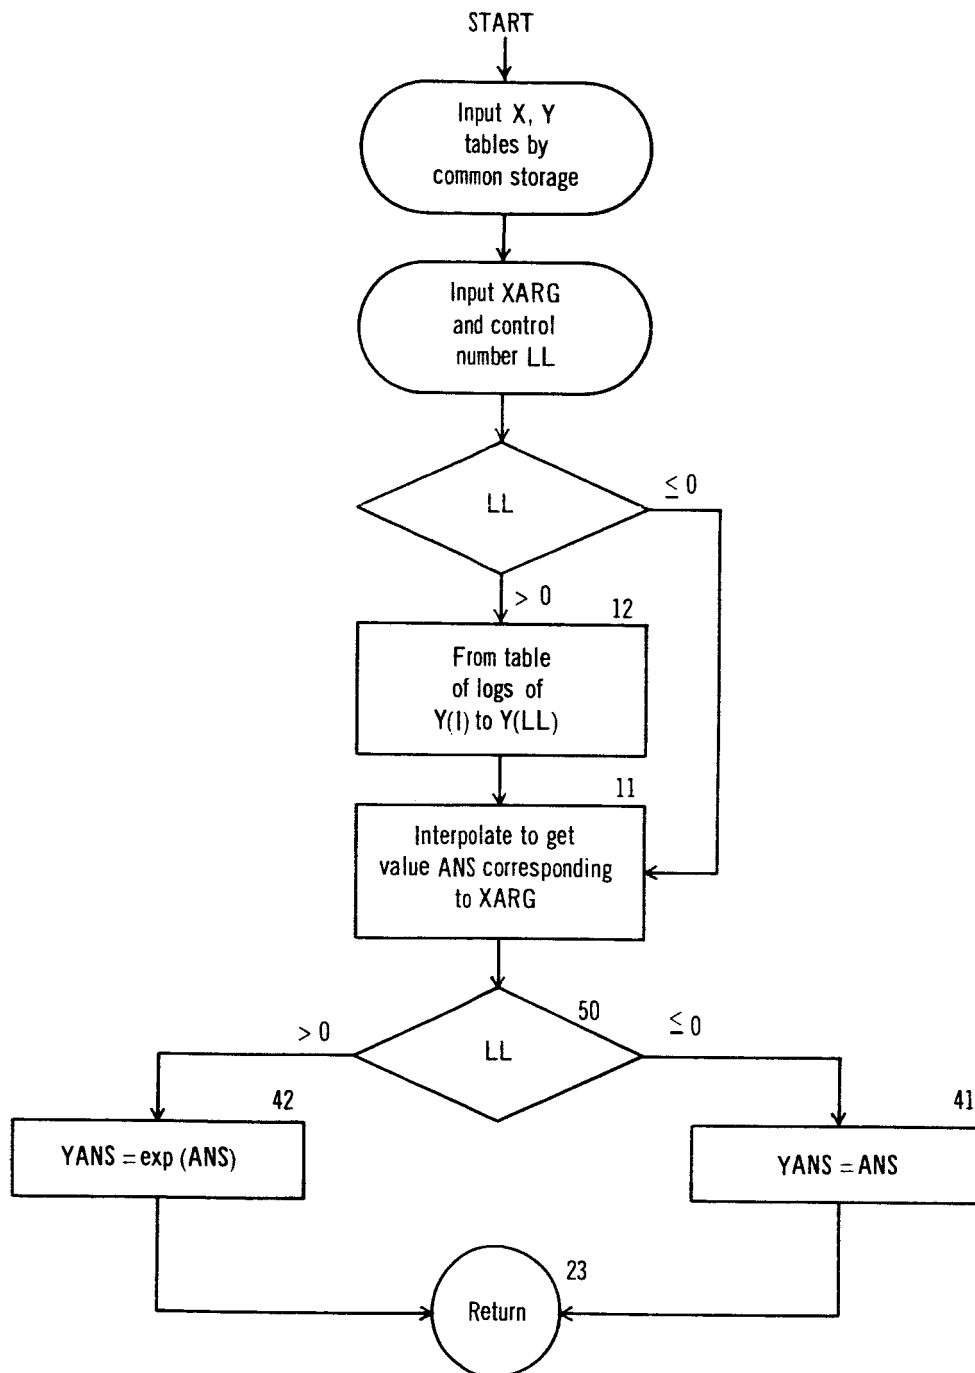 START
Input X, Y
tables by
common storage
Input XARG
and control
number LL
LL
≤ 0
> 0
12
From table
of logs of
Y(I) to Y(LL)
11
Interpolate to get
value ANS corresponding
to XARG
50
> 0
≤ 0
LL
42
41
YANS = exp (ANS)
YANS = ANS
23
Return